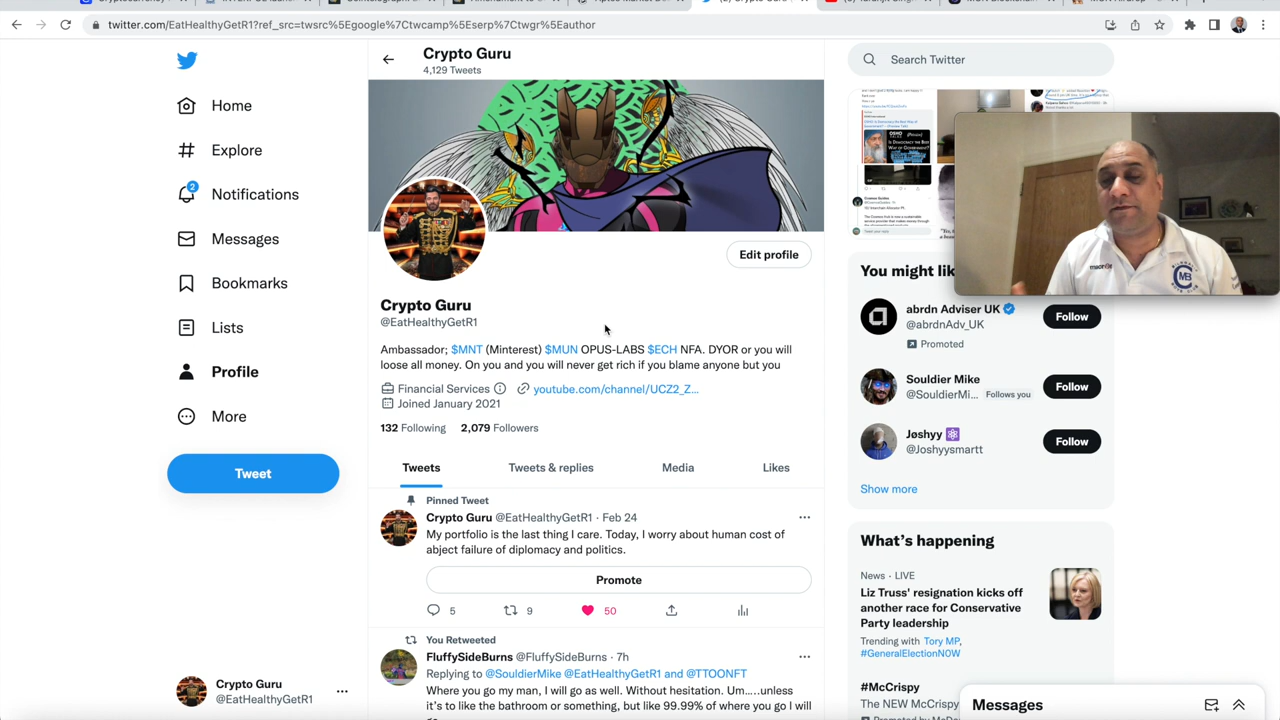 twitter.com/EatHealthyGetR1?ref_src=twsrc%5Egoogle%7Ctwcamp%5Eserp%7Ctwgr%5Eauthor
Crypto Guru
4,129 Tweets
Search Twitter
Home
Explore
2
Notifications
Messages
Bookmarks
Lists
Profile
More
Tweet
Edit profile
Crypto Guru
@EatHealthyGetR1
Ambassador; $MNT (Minterest) $MUN OPUS-LABS $ECH NFA. DYOR or you will
loose all money. On you and you will never get rich if you blame anyone but you
Financial Services
youtube.com/channel/UCZ2_Z...
Joined January 2021
132 Following 2,079 Followers
Tweets
Tweets & replies
Media
Likes
Pinned Tweet
Crypto Guru @EatHealthyGetR1 · Feb 24
My portfolio is the last thing I care. Today, I worry about human cost of
abject failure of diplomacy and politics.
Promote
5
9
50
You Retweeted
FluffySideBurns @FluffySideBurns · 7h
Replying to @SouldierMike @EatHealthyGetR1 and @TTOONFT
Where you go my man, I will go as well. Without hesitation. Um.....unless
it's to like the bathroom or something, but like 99.99% of where you go I will
Crypto Guru
@EatHealthyGetR1
You might lik
abrdn Adviser UK
@abrdnAdv_UK
Promoted
Follow
Souldier Mike
@SouldierMi... Follows you
Follow
Jøshyy
@Joshyysmartt
Follow
Show more
What's happening
News · LIVE
Liz Truss' resignation kicks off
another race for Conservative
Party leadership
Trending with Tory MP,
#GeneralElectionN0W
#McCrispy
The NEW McCrispy
Messages